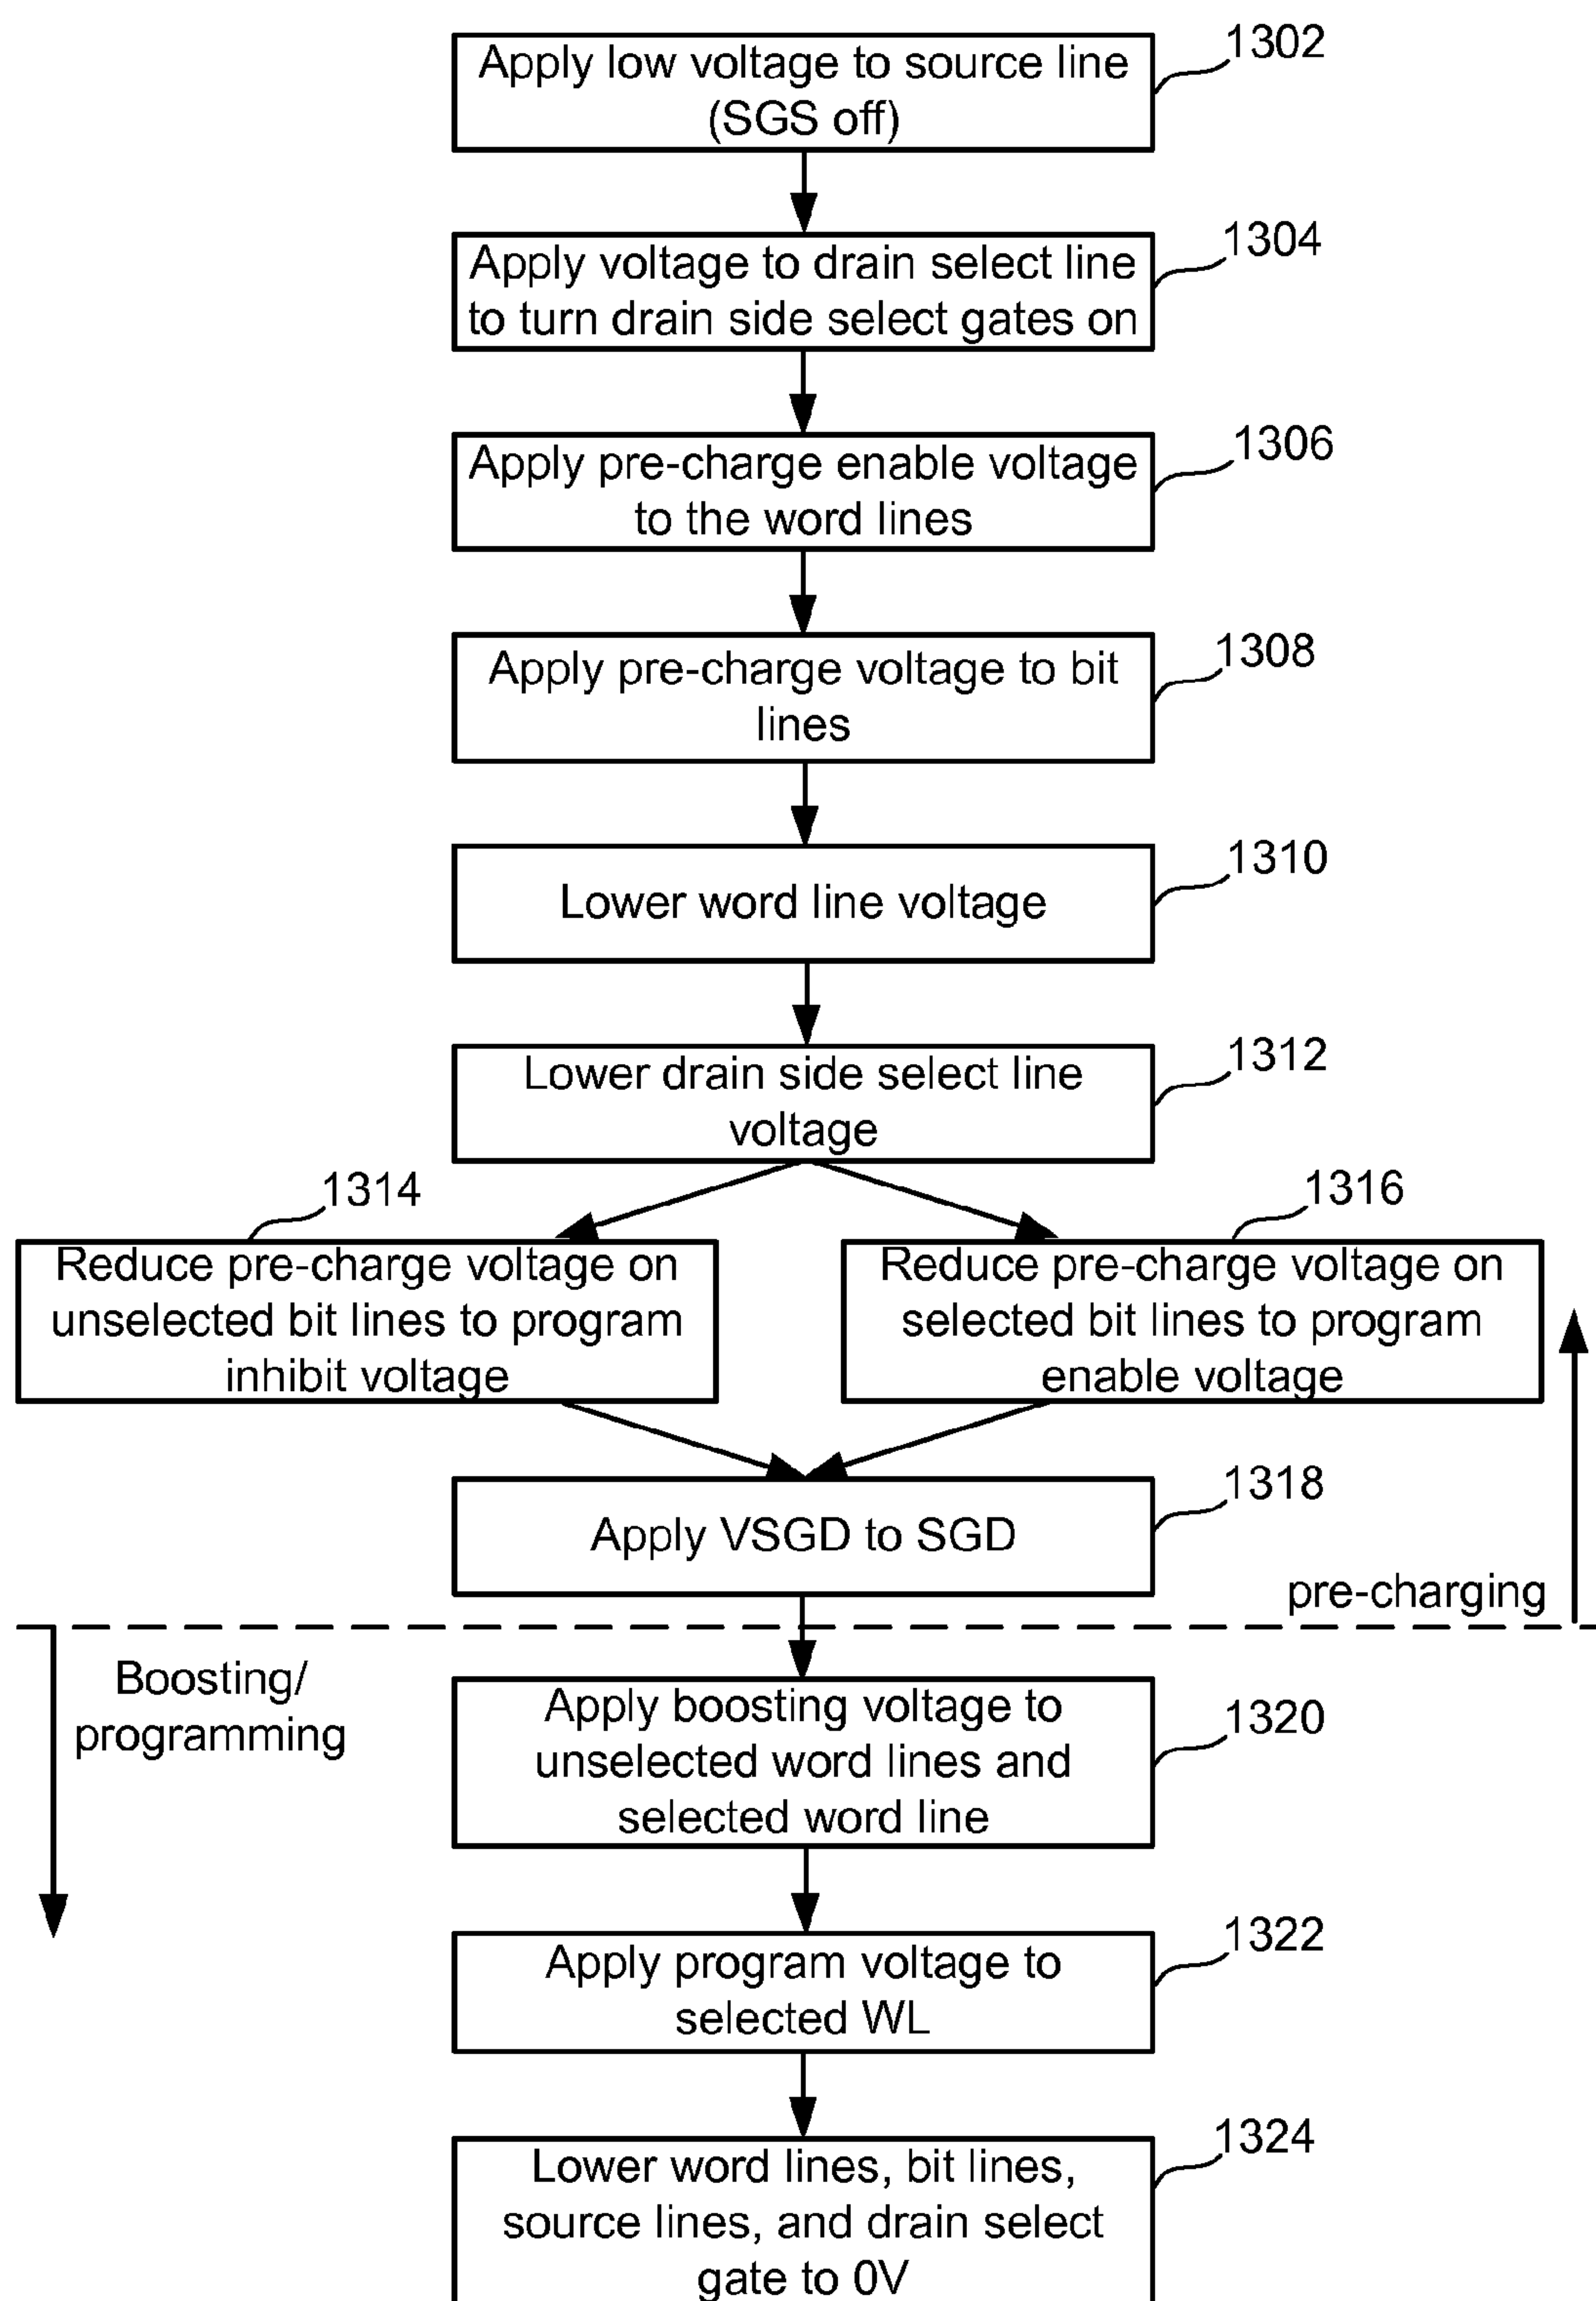 Apply low voltage to source line
(SGS off)
1302
Apply voltage to drain select line
to turn drain side select gates on
1304
Apply pre-charge enable voltage
to the word lines
1306
Apply pre-charge voltage to bit
lines
1308
Lower word line voltage
1310
Lower drain side select line
voltage
1312
1314
Reduce pre-charge voltage on
unselected bit lines to program
inhibit voltage
1316
Reduce pre-charge voltage on
selected bit lines to program
enable voltage
Apply VSGD to SGD
1318
pre-charging
Boosting/
programming
Apply boosting voltage to
unselected word lines and
selected word line
1320
Apply program voltage to
selected WL
1322
Lower word lines, bit lines,
source lines, and drain select
gate to 0V
1324